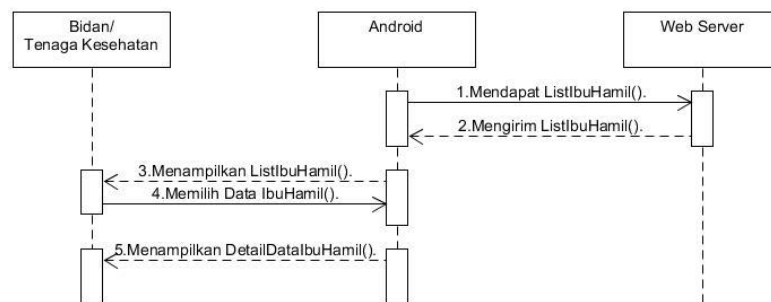 Bidan/
Tenaga Kesehatan
Android
Web Server
1.Mendapat ListIbuHamil().
2.Mengirim ListIbuHamil().
3.Menampilkan ListIbuHamil().
4.Memilih Data IbuHamil().
5.Menampilkan DetailDataIbuHamil().